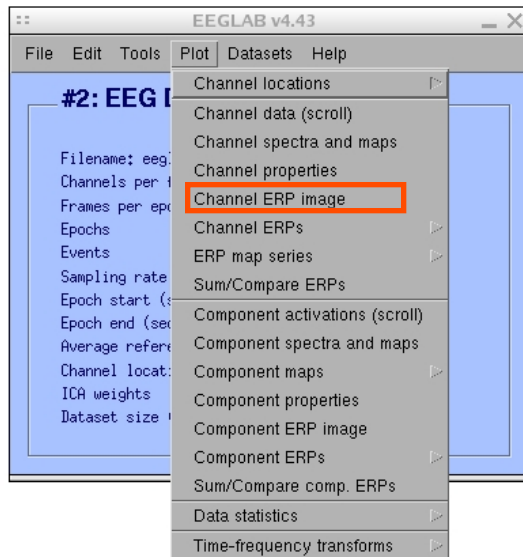 EEGLAB v4.43
File Edit Tools Plot Datasets Help
#2: EEG
Filename:
Channels per
Frames per
Epochs
Events
Sampling rate
Epoch start
Epoch end
Average
Channel
ICA weights
Dataset size
Channel locations
Channel data (scroll)
Channel spectra and maps
Channel properties
Channel ERP image
Channel ERPs
ERP map series
Sum/Compare ERPs
Component activations (scroll)
Component spectra and maps
Component maps
Component properties
Component ERP image
Component ERPs
Sum/Compare comp. ERPs
Data statistics
Time-frequency transforms